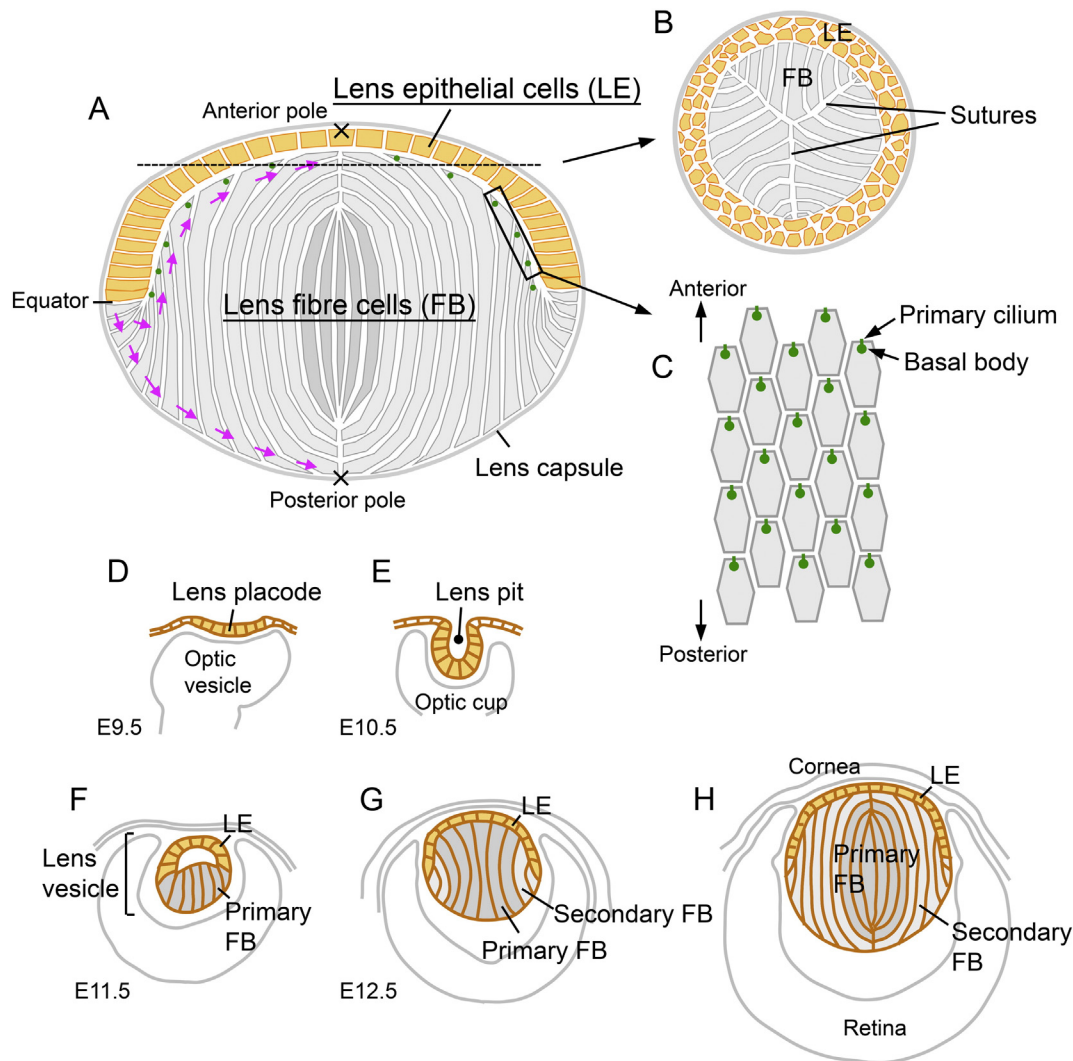 A
Anterior pole
Lens epithelial cells (LE)
Equator
Lens fibre cells (FB)
Lens capsule
Posterior pole
B
LE
FB
Sutures
Anterior
C
Primary cilium
Basal body
Posterior
D
Lens placode
Optic
vesicle
E9.5
E
Lens pit
Optic cup
E10.5
F
LE
Lens
vesicle
Primary
FB
E11.5
G
LE
Secondary FB
Primary FB
E12.5
H
Cornea
LE
Primary
FB
Secondary
FB
Retina